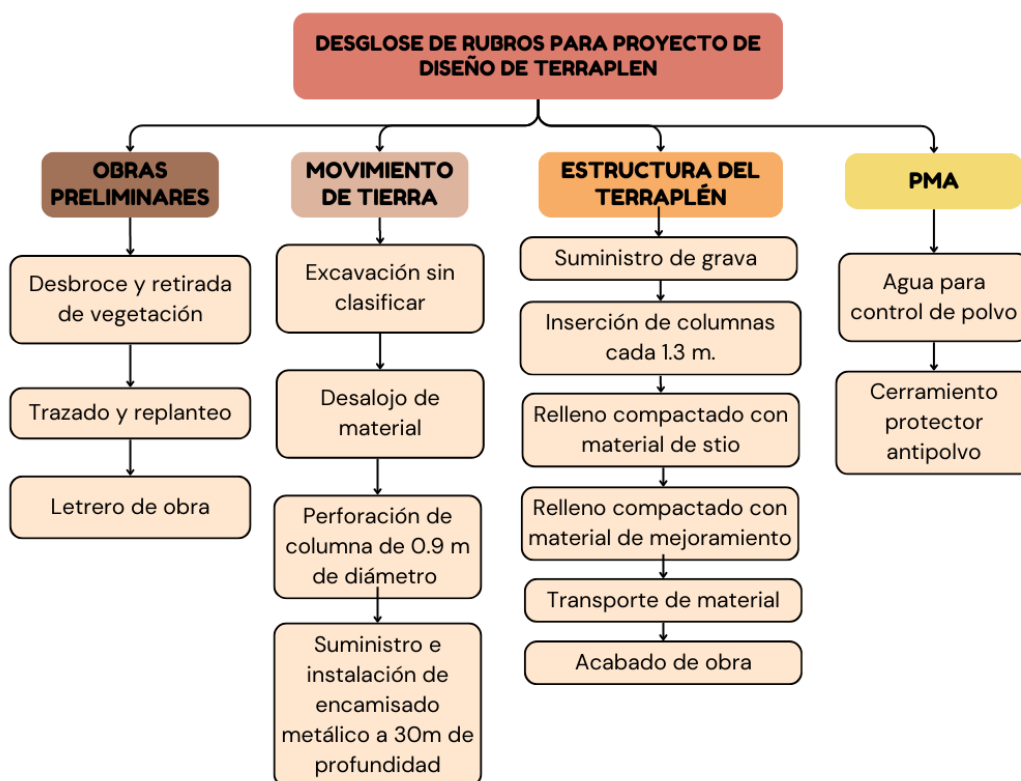 DESGLOSE DE RUBROS PARA PROYECTO DE
DISEÑO DE TERRAPLEN
OBRAS
PRELIMINARES
Desbroce y retirada
de vegetación
Trazado y replanteo
Letrero de obra
MOVIMIENTO
DE TIERRA
Excavación sin
clasificar
Desalojo de
material
Perforación de
columna de 0.9 m
de diámetro
Suministro e
instalación de
encamisado
metálico a 30m de
profundidad
ESTRUCTURA DEL
TERRAPLÉN
Suministro de grava
Inserción de columnas
cada 1.3 m.
Relleno compactado con
material de stio
Relleno compactado con
material de mejoramiento
Transporte de material
Acabado de obra
PMA
Agua para
control de polvo
Cerramiento
protector
antipolvo